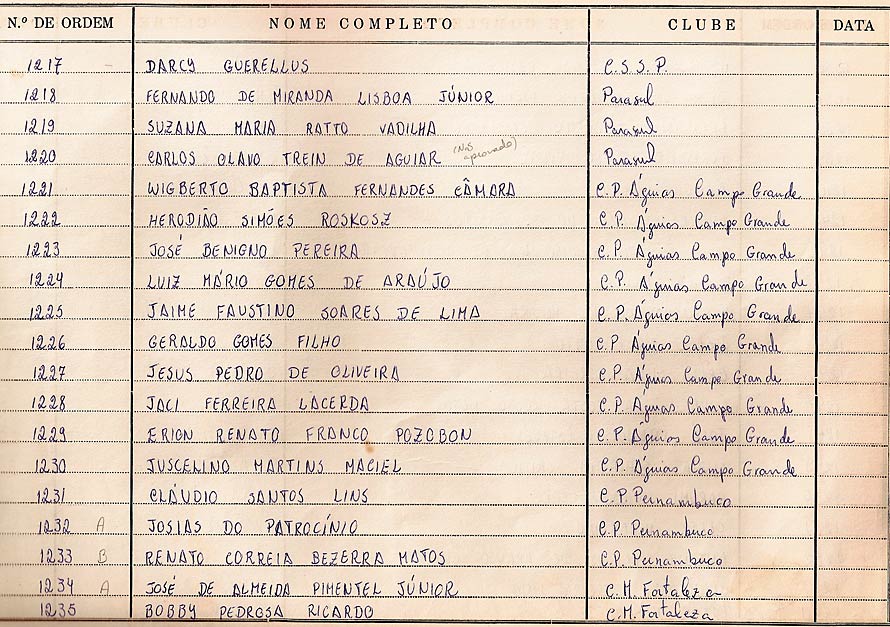 N.º DE ORDEM NOME COMPLETO CLUBE DATA
1217 DARCY GUERELLUS C.S.S.P.
1218 FERNANDO DE MIRANDA LISBOA JÚNIOR Parasul
1219 SUZANA MARIA RATTO VADILHA Parasul
1220 CARLOS OLAVO TREIN DE AGUIAR (Não aprovado) Parasul
1221 WIGBERTO BAPTISTA FERNANDES CÂMARA C.P. Águias Campo Grande
1222 HERODIÃO SIMÕES ROSKOSZ C.P. Águias Campo Grande
1223 JOSÉ BENIGNO PEREIRA C.P. Águias Campo Grande
1224 LUIZ MÁRIO GOMES DE ARAÚJO C.P. Águias Campo Grande
1225 JAIME FAUSTINO SOARES DE LIMA C.P. Águias Campo Grande
1226 GERALDO GOMES FILHO C.P. Águias Campo Grande
1227 JESUS PEDRO DE OLIVEIRA C.P. Águias Campo Grande
1228 JACI FERREIRA LACERDA C.P. Águias Campo Grande
1229 ERION RENATO FRANCO POZOBON C.P. Águias Campo Grande
1230 JUSCELINO MARTINS MACIEL C.P. Águias Campo Grande
1231 CLÁUDIO SANTOS LINS C.P. Pernambuco
1232 A JOSIAS DO PATROCÍNIO C.P. Pernambuco
1233 B RENATO CORREIA BEZERRA MATOS C.P. Pernambuco
1234 A JOSÉ DE ALMEIDA PIMENTEL JÚNIOR C.M. Fortaleza
1235 BOBBY PEDROSA RICARDO C.M. Fortaleza